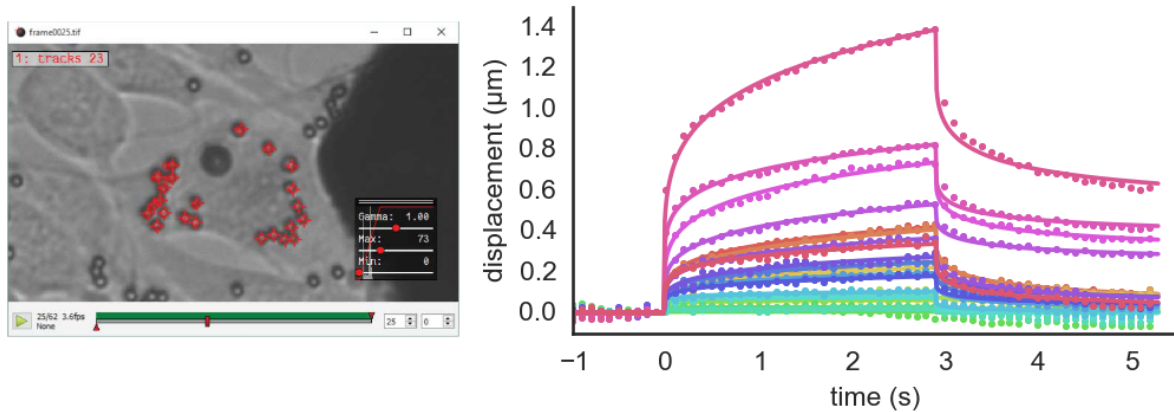 frame0025.tif
1: tracks 23
Gamma: 1.00
Max: 73
Min: 0
25/62 3.6fps
None
25
0
displacement (μm)
1.4
1.2
1.0
0.8
0.6
0.4
0.2
0.0
−1 0 1 2 3 4 5
time (s)